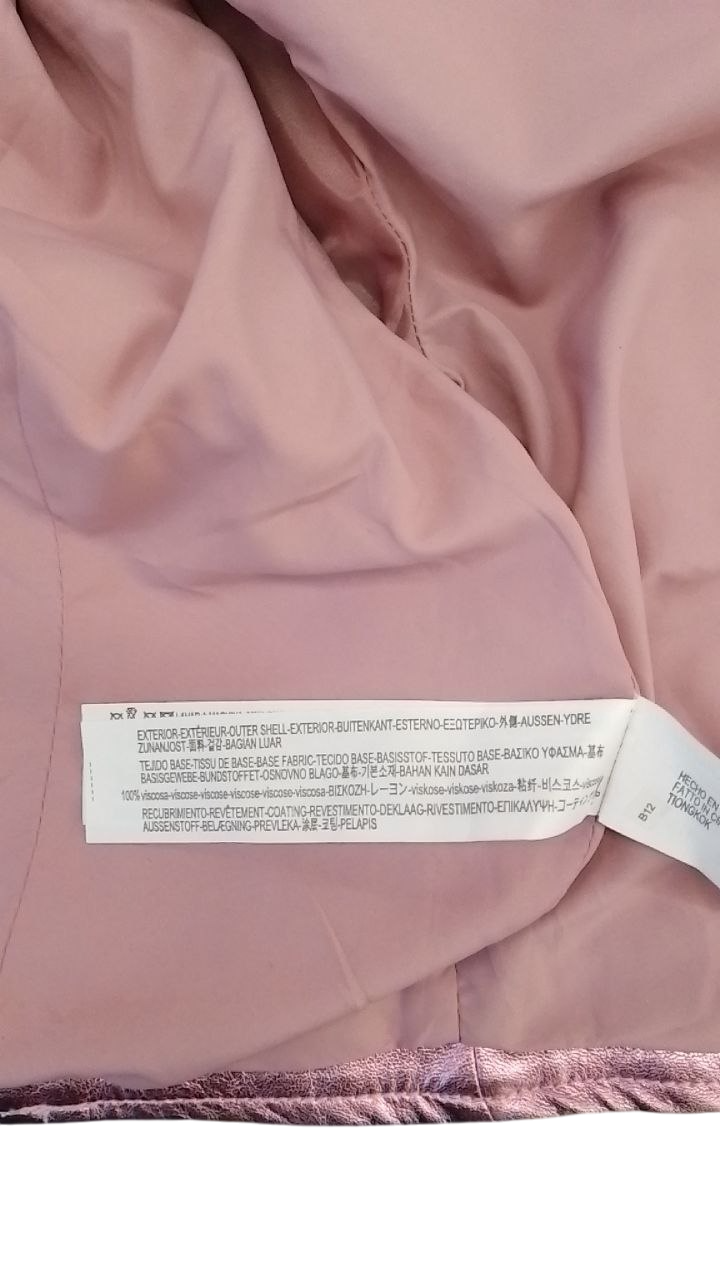 EXTERIOR-EXTÉRIEUR-OUTER SHELL-EXTERIOR-BUITENKANT-ESTERNO-ΕΞΩΤΕΡΙΚΟ-外側-AUSSEN-YDRE
ZUNANJOST-面料-겉감-BAGIAN LUAR
TEJIDO BASE-TISSU DE BASE-BASE FABRIC-TECIDO BASE-BASISSTOF-TESSUTO BASE-ΒΑΣΙΚΟ ΥΦΑΣΜΑ-基布
BASISGEWEBE-BUNDSTOFFET-OSNOVNO BLAGO-基布-기본소재-BAHAN KAIN DASAR
100% viscosa-viscose-viscose-viscose-viscose-viscosa-ΒΙΣΚΟΖΗ-レーヨン-viskose-viskose-viskoza-粘纤-비스코스-
RECUBRIMIENTO-REVÊTEMENT-COATING-REVESTIMENTO-DEKLAAG-RIVESTIMENTO-ΕΠΙΚΑΛΥΨΗ-コーティング
AUSSENSTOFF-BELÆGNING-PREVLEKA-涂层-코팅-PELAPIS
HECHO EN
FATTO IN
TIONGKOK
B12